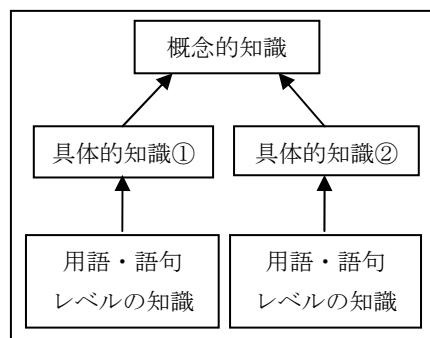 概念的知識
具体的知識①
具体的知識②
用語・語句
レベルの知識
用語・語句
レベルの知識